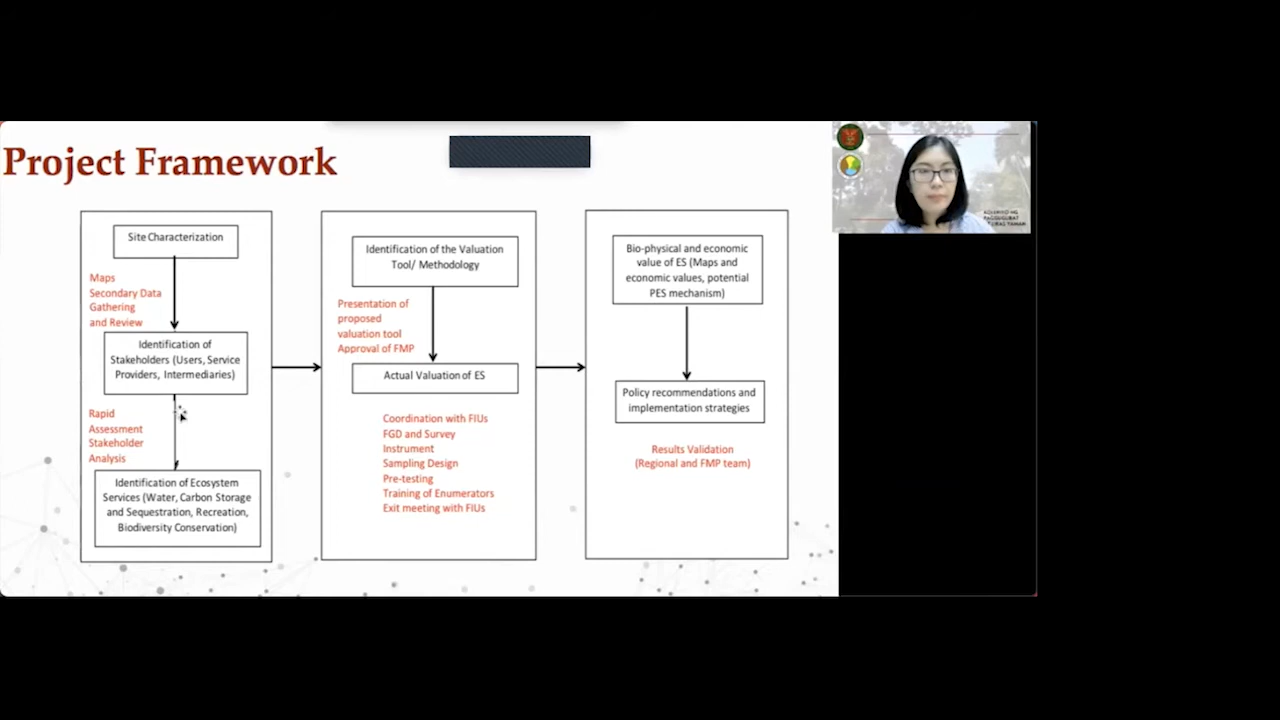 Project Framework
Site Characterization
Maps
Secondary Data
Gathering
and Review
Identification of
Stakeholders (Users, Service
Providers, Intermediaries)
Rapid
Assessment
Stakeholder
Analysis
Identification of Ecosystem
Services (Water, Carbon Storage
and Sequestration, Recreation,
Biodiversity Conservation)
Identification of the Valuation
Tool/ Methodology
Presentation of
proposed
valuation tool
Approval of FMP
Actual Valuation of ES
Coordination with FIUs
FGD and Survey
Instrument
Sampling Design
Pre-testing
Training of Enumerators
Exit meeting with FIUs
Bio-physical and economic
value of ES (Maps and
economic values, potential
PES mechanism)
Policy recommendations and
implementation strategies
Results Validation
(Regional and FMP team)
YAMAN